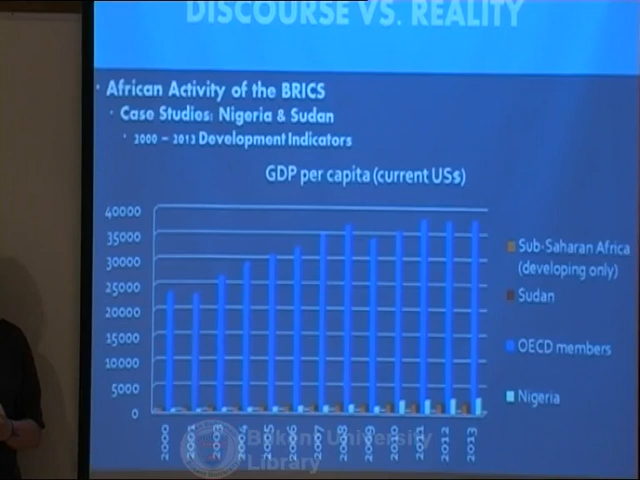 DISCOURSE VS. REALITY
African Activity of the BRICS
Case Studies: Nigeria & Sudan
2000 – 2013 Development Indicators
GDP per capita (current US$)
40000
35000
30000
25000
20000
15000
10000
5000
0
2000
2001
2003
2004
2005
2006
2007
2008
2009
2010
2011
2012
2013
Sub-Saharan Africa
(developing only)
Sudan
OECD members
Nigeria
Bilkent University
Library